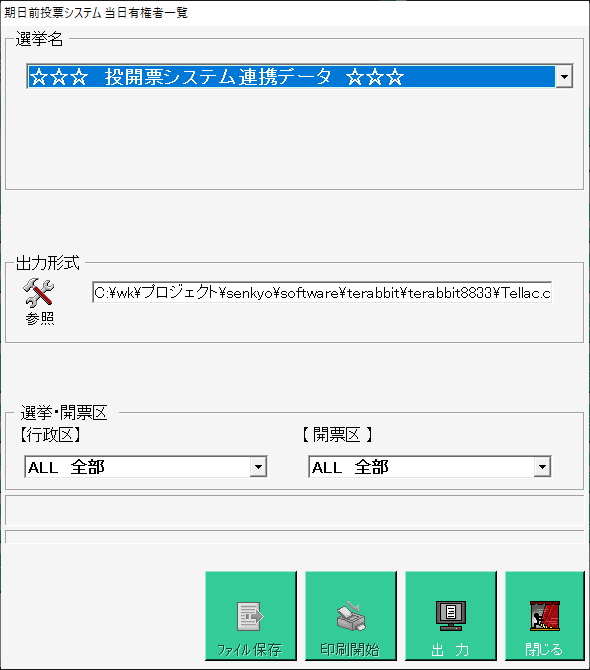 期日前投票システム 当日有権者一覧
選挙名
☆☆☆ 投開票システム連携データ ☆☆☆
出力形式
参照
C:¥wk¥プロジェクト¥senkyo¥software¥terabbit¥terabbit8833¥Tellac.c
選挙・開票区
【行政区】
【 開票区 】
ALL 全部
ALL 全部
ファイル保存
印刷開始
出 力
閉じる